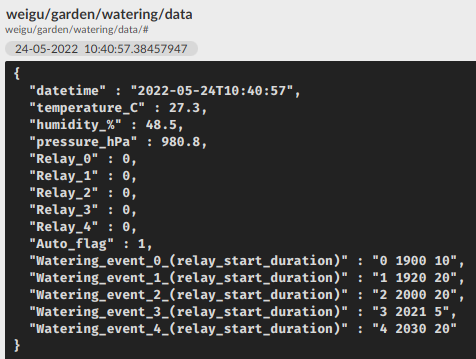 weigu/garden/watering/data
weigu/garden/watering/data/#
24-05-2022 10:40:57.38457947
{
"datetime" : "2022-05-24T10:40:57",
"temperature_C" : 27.3,
"humidity_%" : 48.5,
"pressure_hPa" : 980.8,
"Relay_0" : 0,
"Relay_1" : 0,
"Relay_2" : 0,
"Relay_3" : 0,
"Relay_4" : 0,
"Auto_flag" : 1,
"Watering_event_0_(relay_start_duration)" : "0 1900 10",
"Watering_event_1_(relay_start_duration)" : "1 1920 20",
"Watering_event_2_(relay_start_duration)" : "2 2000 20",
"Watering_event_3_(relay_start_duration)" : "3 2021 5",
"Watering_event_4_(relay_start_duration)" : "4 2030 20"
}